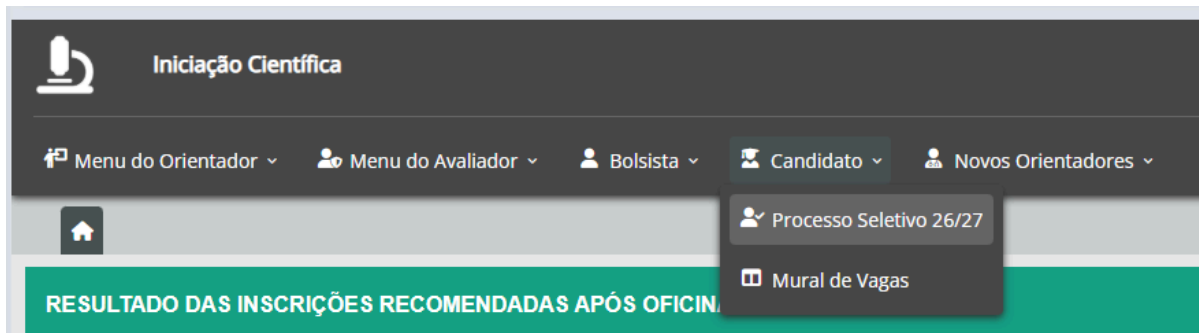 Iniciação Científica
Menu do Orientador Menu do Avaliador Bolsista Candidato Novos Orientadores
Processo Seletivo 26/27
Mural de Vagas
RESULTADO DAS INSCRIÇÕES RECOMENDADAS APÓS